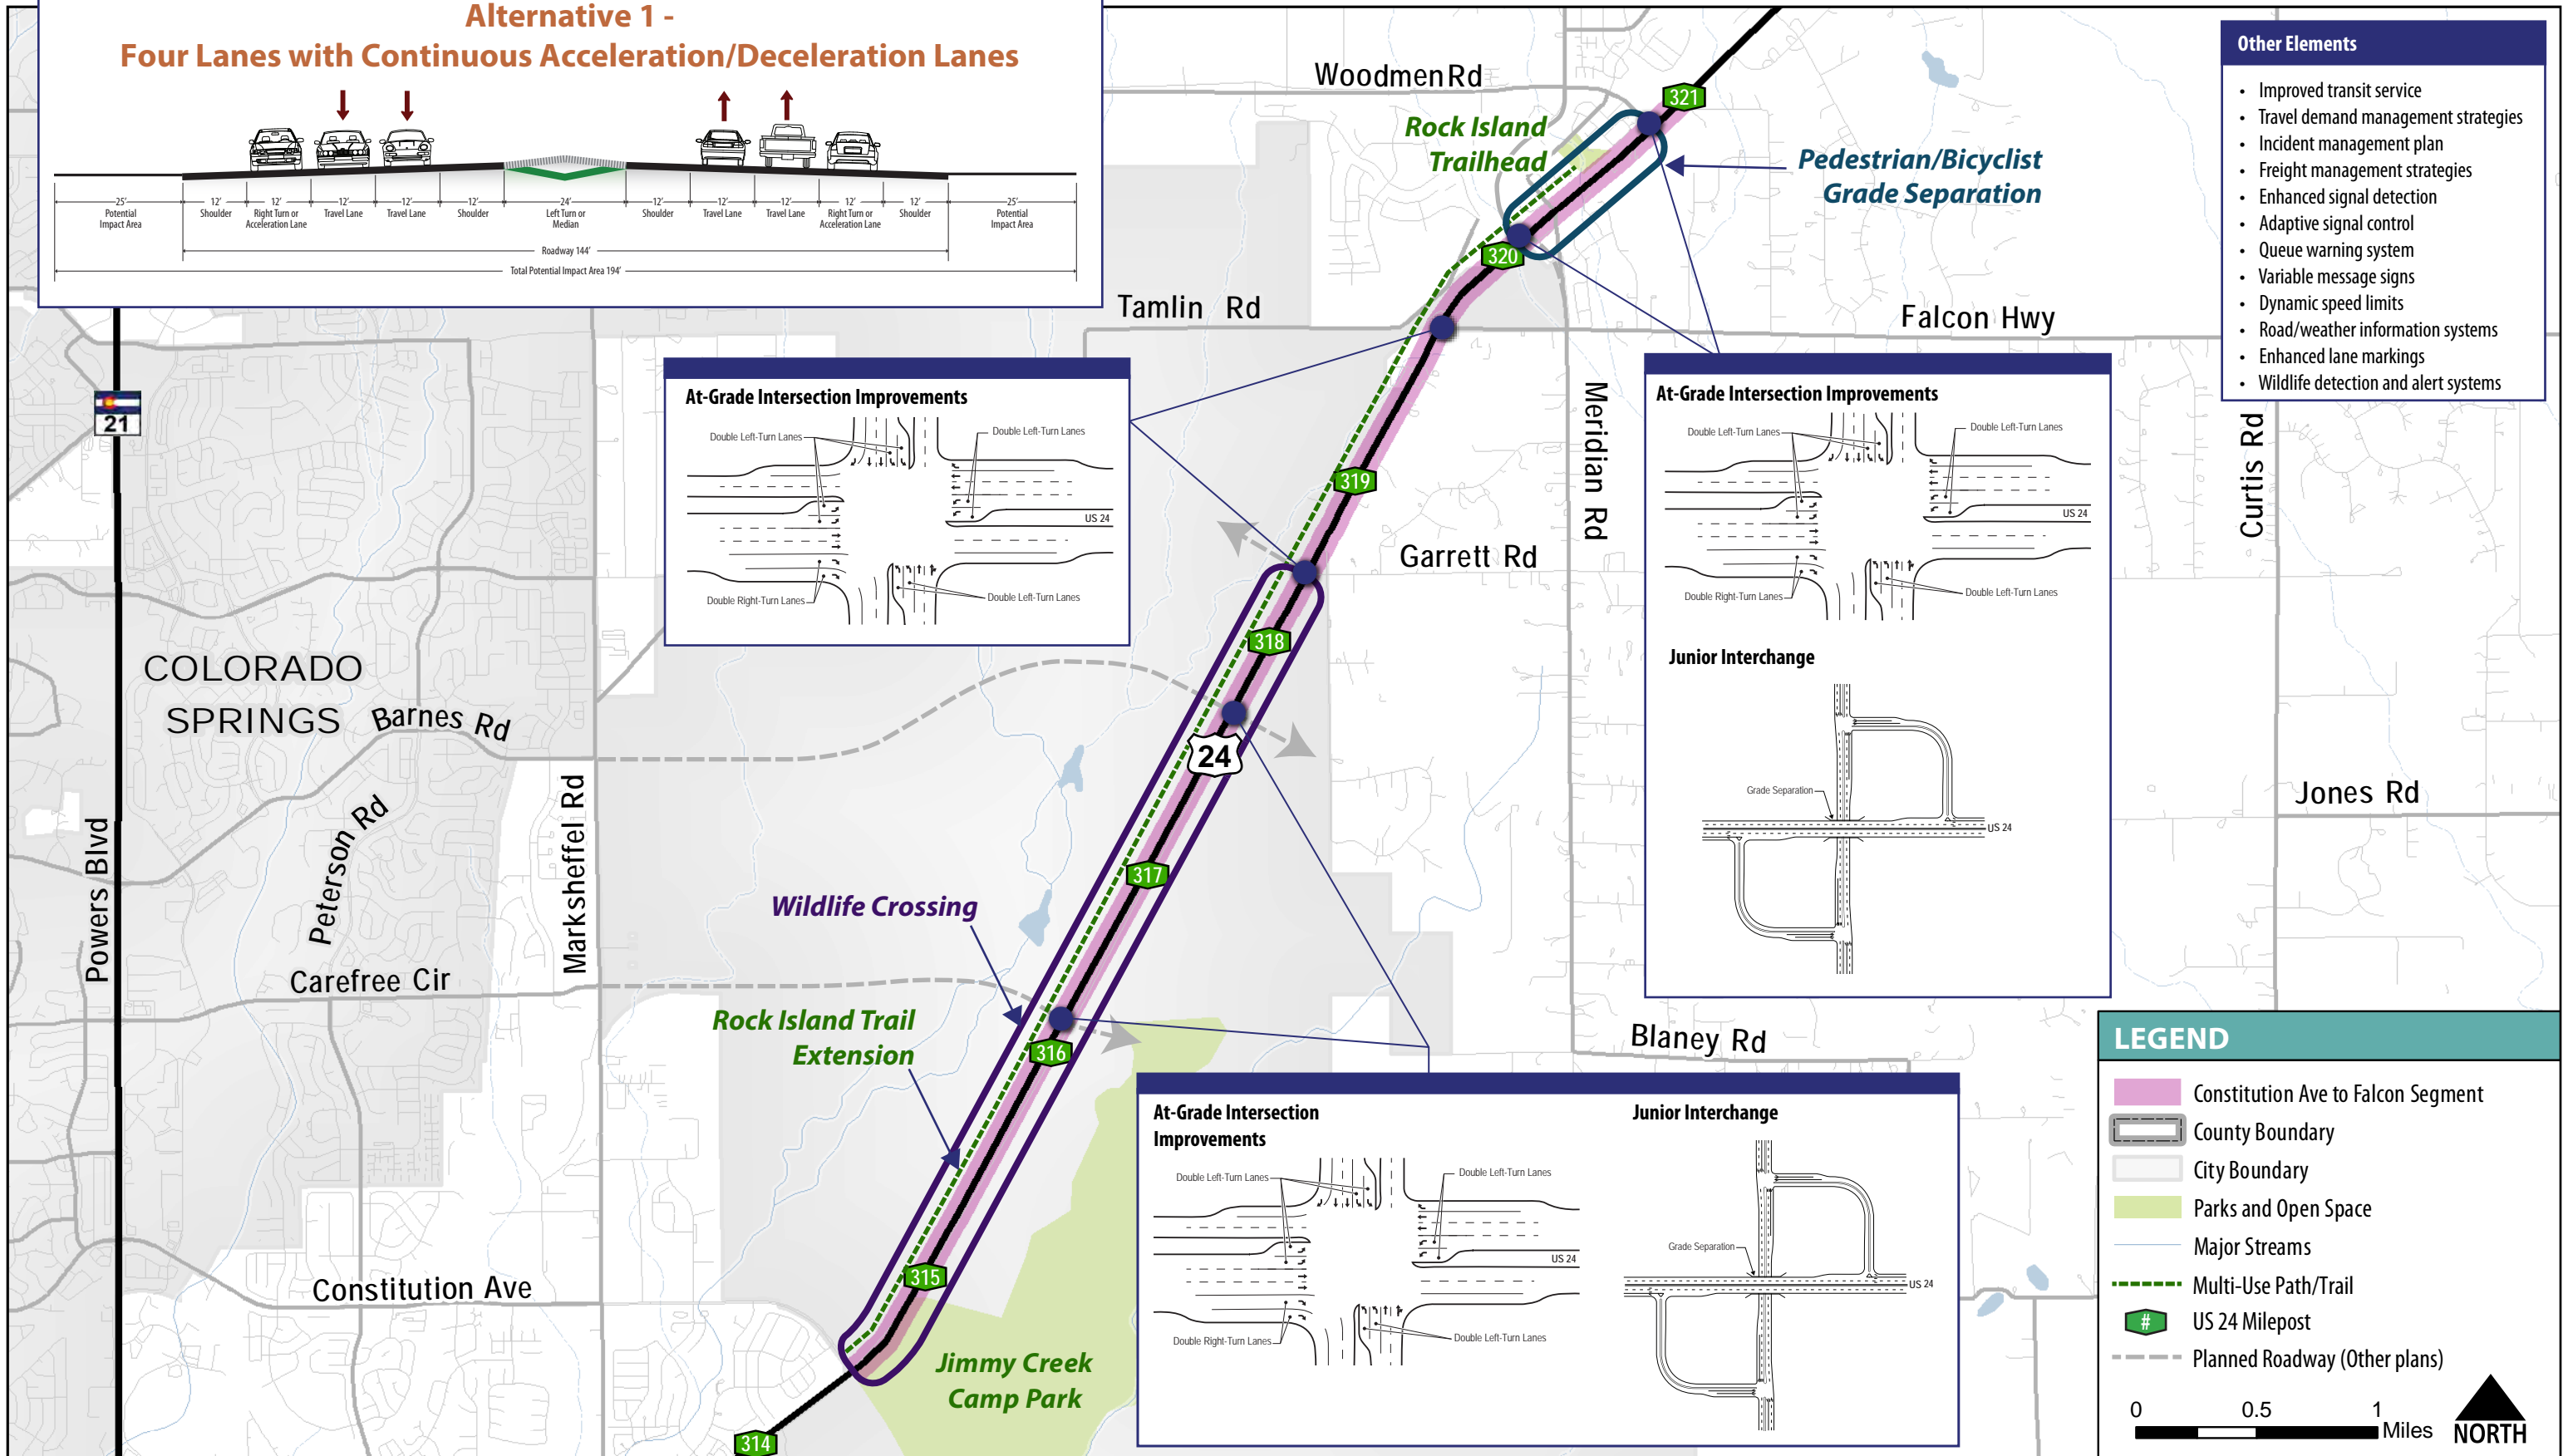 Alternative 1 -
Four Lanes with Continuous Acceleration/Deceleration Lanes
25'
Potential
Impact Area
12'
Shoulder
12'
Right Turn or
Acceleration Lane
12'
Travel Lane
12'
Travel Lane
12'
Shoulder
24'
Left Turn or
Median
12'
Shoulder
12'
Travel Lane
12'
Travel Lane
12'
Right Turn or
Acceleration Lane
12'
Shoulder
25'
Potential
Impact Area
Roadway 144'
Total Potential Impact Area 194'
Woodmen Rd
321
Rock Island
Trailhead
Pedestrian/Bicyclist
Grade Separation
320
Tamlin Rd
Falcon Hwy
Other Elements
• Improved transit service
• Travel demand management strategies
• Incident management plan
• Freight management strategies
• Enhanced signal detection
• Adaptive signal control
• Queue warning system
• Variable message signs
• Dynamic speed limits
• Road/weather information systems
• Enhanced lane markings
• Wildlife detection and alert systems
21
At-Grade Intersection Improvements
Double Left-Turn Lanes
Double Left-Turn Lanes
US 24
Double Right-Turn Lanes
Double Left-Turn Lanes
319
Meridian Rd
Garrett Rd
318
At-Grade Intersection Improvements
Double Left-Turn Lanes
Double Left-Turn Lanes
US 24
Double Right-Turn Lanes
Double Left-Turn Lanes
Junior Interchange
Grade Separation
US 24
Curtis Rd
Jones Rd
COLORADO
SPRINGS
Barnes Rd
24
Powers Blvd
Peterson Rd
Marksheffel Rd
317
Wildlife Crossing
Carefree Cir
Rock Island Trail
Extension
316
Blaney Rd
At-Grade Intersection
Improvements
Double Left-Turn Lanes
Double Left-Turn Lanes
US 24
Double Right-Turn Lanes
Double Left-Turn Lanes
Junior Interchange
Grade Separation
US 24
315
Constitution Ave
Jimmy Creek
Camp Park
314
LEGEND
Constitution Ave to Falcon Segment
County Boundary
City Boundary
Parks and Open Space
Major Streams
Multi-Use Path/Trail
# US 24 Milepost
Planned Roadway (Other plans)
0 0.5 1
Miles
NORTH